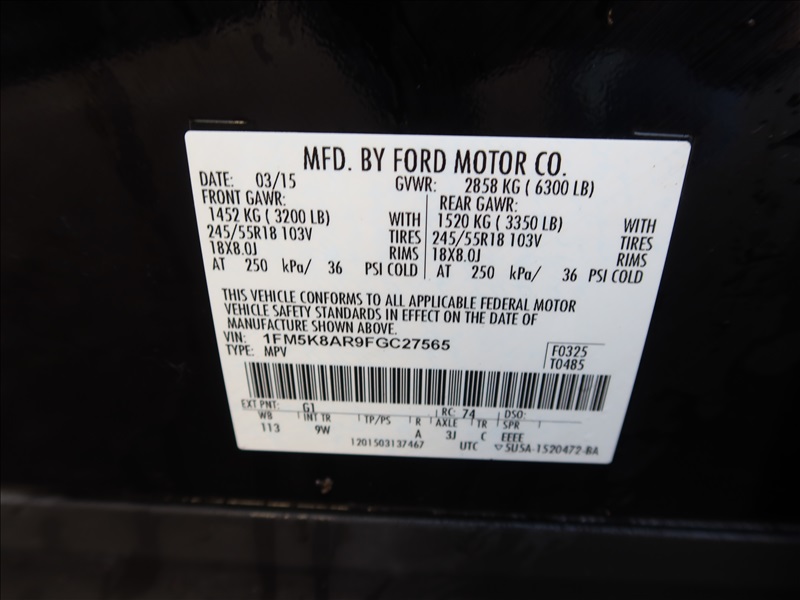 MFD. BY FORD MOTOR CO.
DATE: 03/15 GVWR: 2858 KG ( 6300 LB)
FRONT GAWR: REAR GAWR:
1452 KG ( 3200 LB) WITH 1520 KG ( 3350 LB) WITH
245/55R18 103V TIRES 245/55R18 103V TIRES
18X8.0J RIMS 18X8.0J RIMS
AT 250 kPa/ 36 PSI COLD AT 250 kPa/ 36 PSI COLD
THIS VEHICLE CONFORMS TO ALL APPLICABLE FEDERAL MOTOR
VEHICLE SAFETY STANDARDS IN EFFECT ON THE DATE OF
MANUFACTURE SHOWN ABOVE.
VIN: 1FM5K8AR9FGC27565
TYPE: MPV F0325
T0485
EXT PNT: G1 RC: 74 DSO:
WB INT TR TP/PS R AXLE TR SPR
113 9W A 3J C EEEE
1201503137467 UTC ▽SUSA-1520472-BA